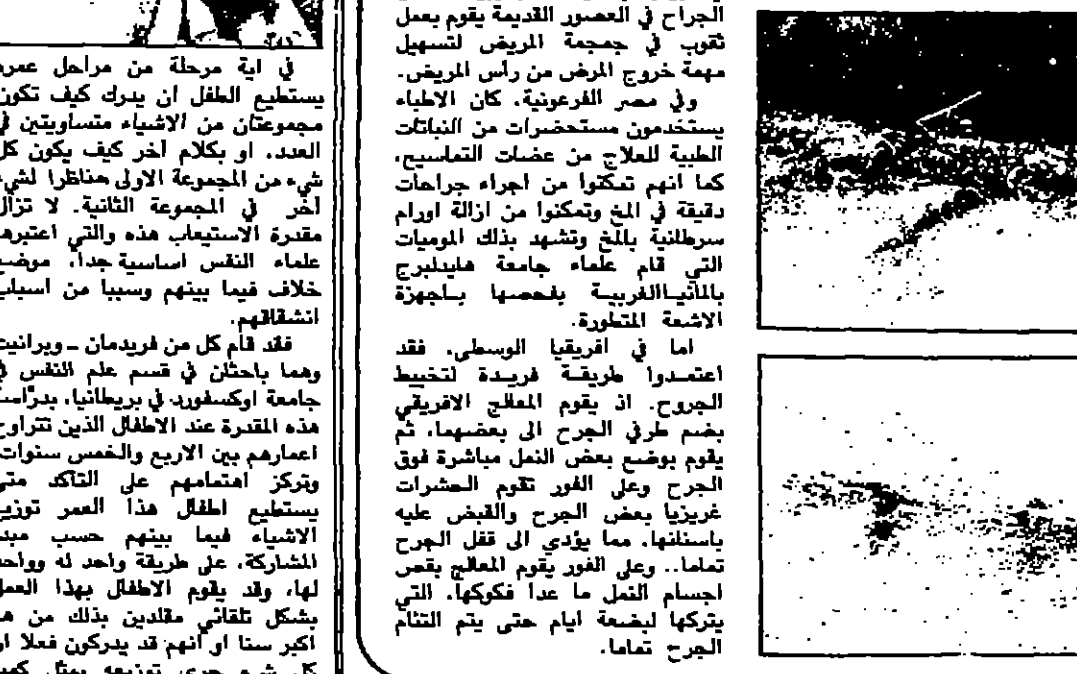 الجراح في العصور القديمة يقوم بعمل
ثقوب في جمجمة المريض لتسهيل
مهمة خروج المرض من رأس المريض.
وفي مصر الفرعونية، كان الاطباء
يستخدمون مستحضرات من النباتات
الطبية للعلاج من عضات التماسيح،
كما انهم تمكنوا من اجراء جراحات
دقيقة في المخ وتمكنوا من ازالة اورام
سرطانية بالمخ وتشهد بذلك الموميات
التي قام علماء جامعة هايدلبرج
بالمانيا الغربية بفحصها باجهزة
الاشعة المتطورة.
اما في افريقيا الوسطى، فقد
اعتمدوا طريقة فريدة لتخييط
الجروح. اذ يقوم المعالج الافريقي
بضم طرفي الجرح الى بعضهما، ثم
يقوم بوضع بعض النمل مباشرة فوق
الجرح وعلى الفور تقوم الحشرات
غريزيا بعض الجرح والقبض عليه
باسنانها، مما يؤدي الى قفل الجرح
تماما.. وعلى الفور يقوم المعالج بقص
اجسام النمل ما عدا فكوكها، التي
يتركها لبضعة ايام حتى يتم التئام
الجرح تماما.
في اية مرحلة من مراحل عمره
يستطيع الطفل ان يدرك كيف تكون
مجموعتان من الاشياء متساويتين في
العدد، او بكلام آخر كيف يكون كل
شيء من المجموعة الاولى مناظرا لشيء
آخر في المجموعة الثانية. لا تزال
مقدرة الاستيعاب هذه والتي اعتبرها
علماء النفس اساسية جدا، موضع
خلاف فيما بينهم وسببا من اسباب
انشقاقهم.
فقد قام كل من فريدمان - وبرانيت
وهما باحثان في قسم علم النفس في
جامعة اوكسفورد في بريطانيا، بدراسة
هذه المقدرة عند الاطفال الذين تتراوح
اعمارهم بين الاربع والخمس سنوات
وتركز اهتمامهم على التأكد متى
يستطيع اطفال هذا العمر توزيع
الاشياء فيما بينهم حسب مبدأ
المشاركة، على طريقة واحد له وواحد
لها، وقد يقوم الاطفال بهذا العمل
بشكل تلقائي مقلدين بذلك من هم
اكبر سنا او أنهم قد يدركون فعلا ان
كل شيء جرى توزيعه يمثل